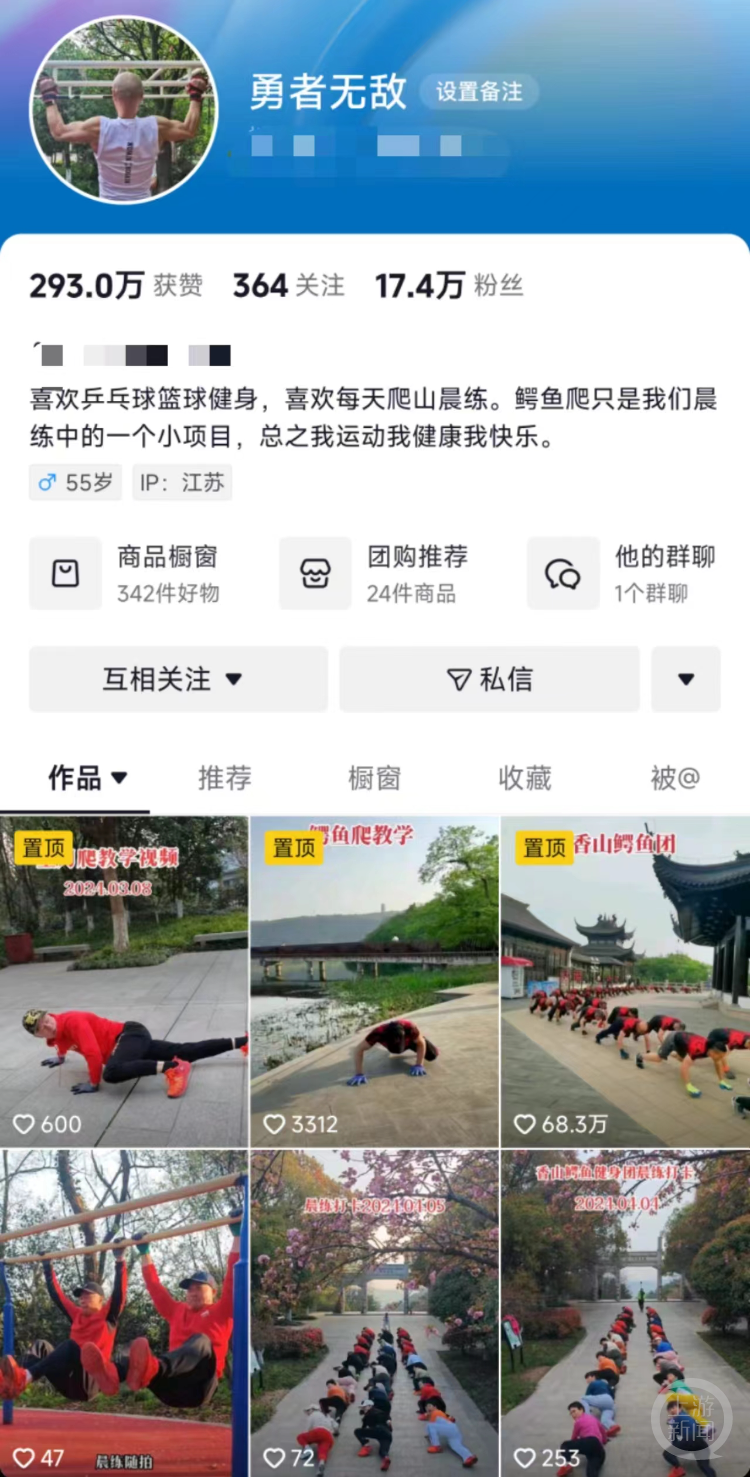 勇者无敌 设置备注
293.0万 获赞 364 关注 17.4万 粉丝
喜欢乒乓球篮球健身，喜欢每天爬山晨练。鳄鱼爬只是我们晨
练中的一个小项目，总之我运动我健康我快乐。
♂ 55岁 IP：江苏
商品橱窗 团购推荐 他的群聊
342件好物 24件商品 1个群聊
互相关注 私信
作品 推荐 橱窗 收藏 被@
置顶 爬教学视频
2024.03.08
600
置顶 鳄鱼爬教学
3312
置顶 香山鳄鱼团
68.3万
晨练随拍
47
晨练打卡2024.04.05
72
香山鳄鱼健身团晨练打卡
2024.04.04
253
上游
新闻